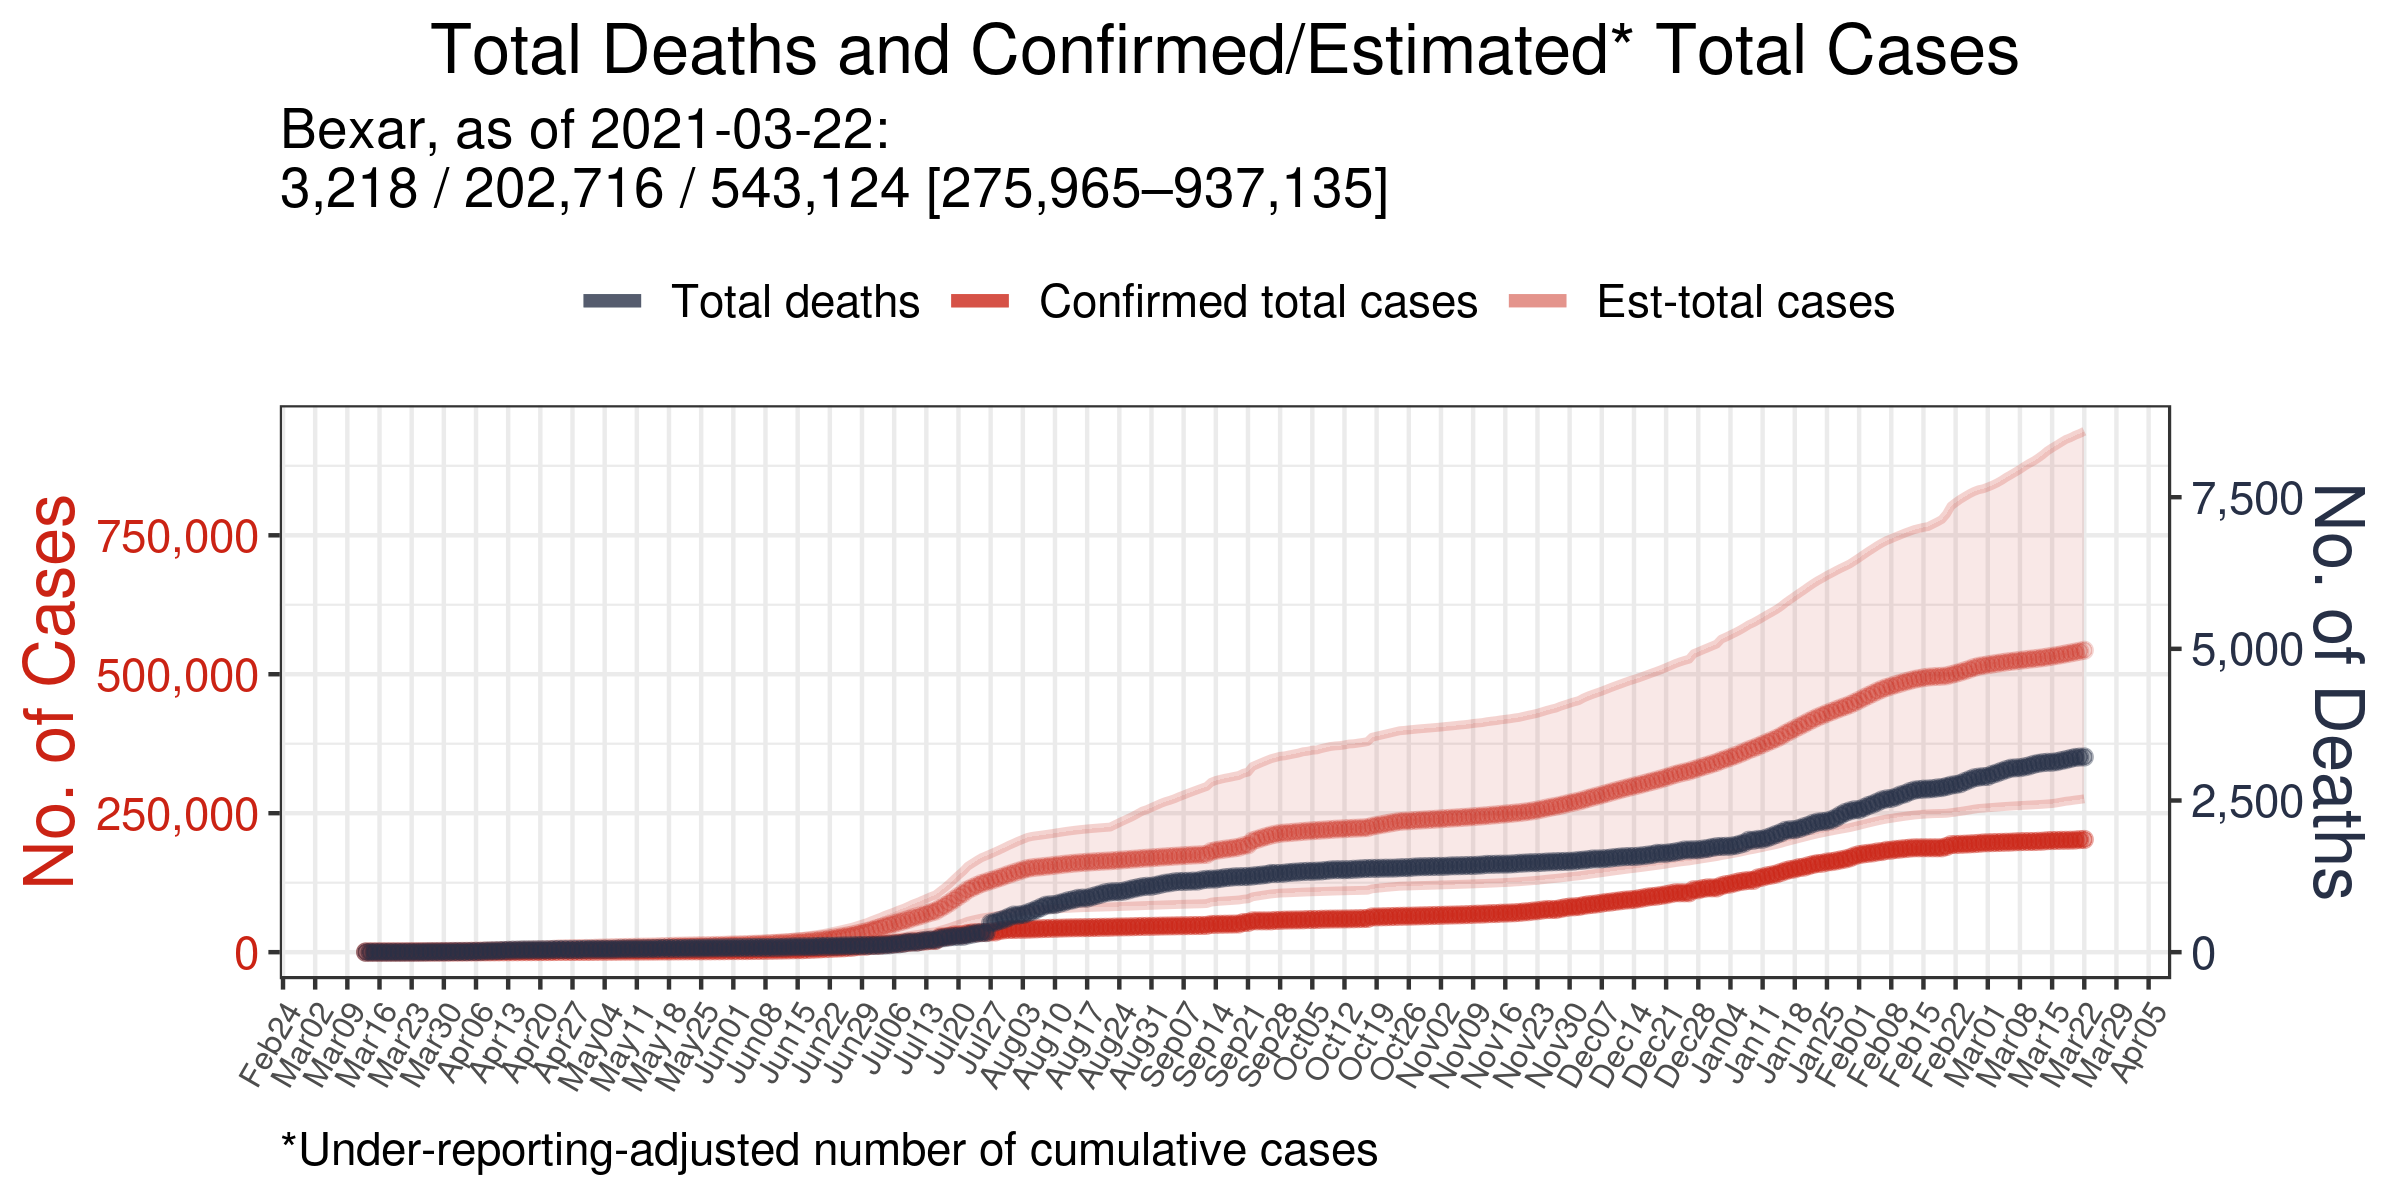 Total Deaths and Confirmed/Estimated* Total Cases
Bexar, as of 2021-03-22:
3,218 / 202,716 / 543,124 [275,965–937,135]
Total deaths
Confirmed total cases
Est-total cases
No. of Cases
750,000
500,000
250,000
0
7,500
5,000
2,500
0
No. of Deaths
Feb24
Mar02
Mar09
Mar16
Mar23
Mar30
Apr06
Apr13
Apr20
Apr27
May04
May11
May18
May25
Jun01
Jun08
Jun15
Jun22
Jun29
Jul06
Jul13
Jul20
Jul27
Aug03
Aug10
Aug17
Aug24
Aug31
Sep07
Sep14
Sep21
Sep28
Oct05
Oct12
Oct19
Oct26
Nov02
Nov09
Nov16
Nov23
Nov30
Dec07
Dec14
Dec21
Dec28
Jan04
Jan11
Jan18
Jan25
Feb01
Feb08
Feb15
Feb22
Mar01
Mar08
Mar15
Mar22
Mar29
Apr05
*Under-reporting-adjusted number of cumulative cases